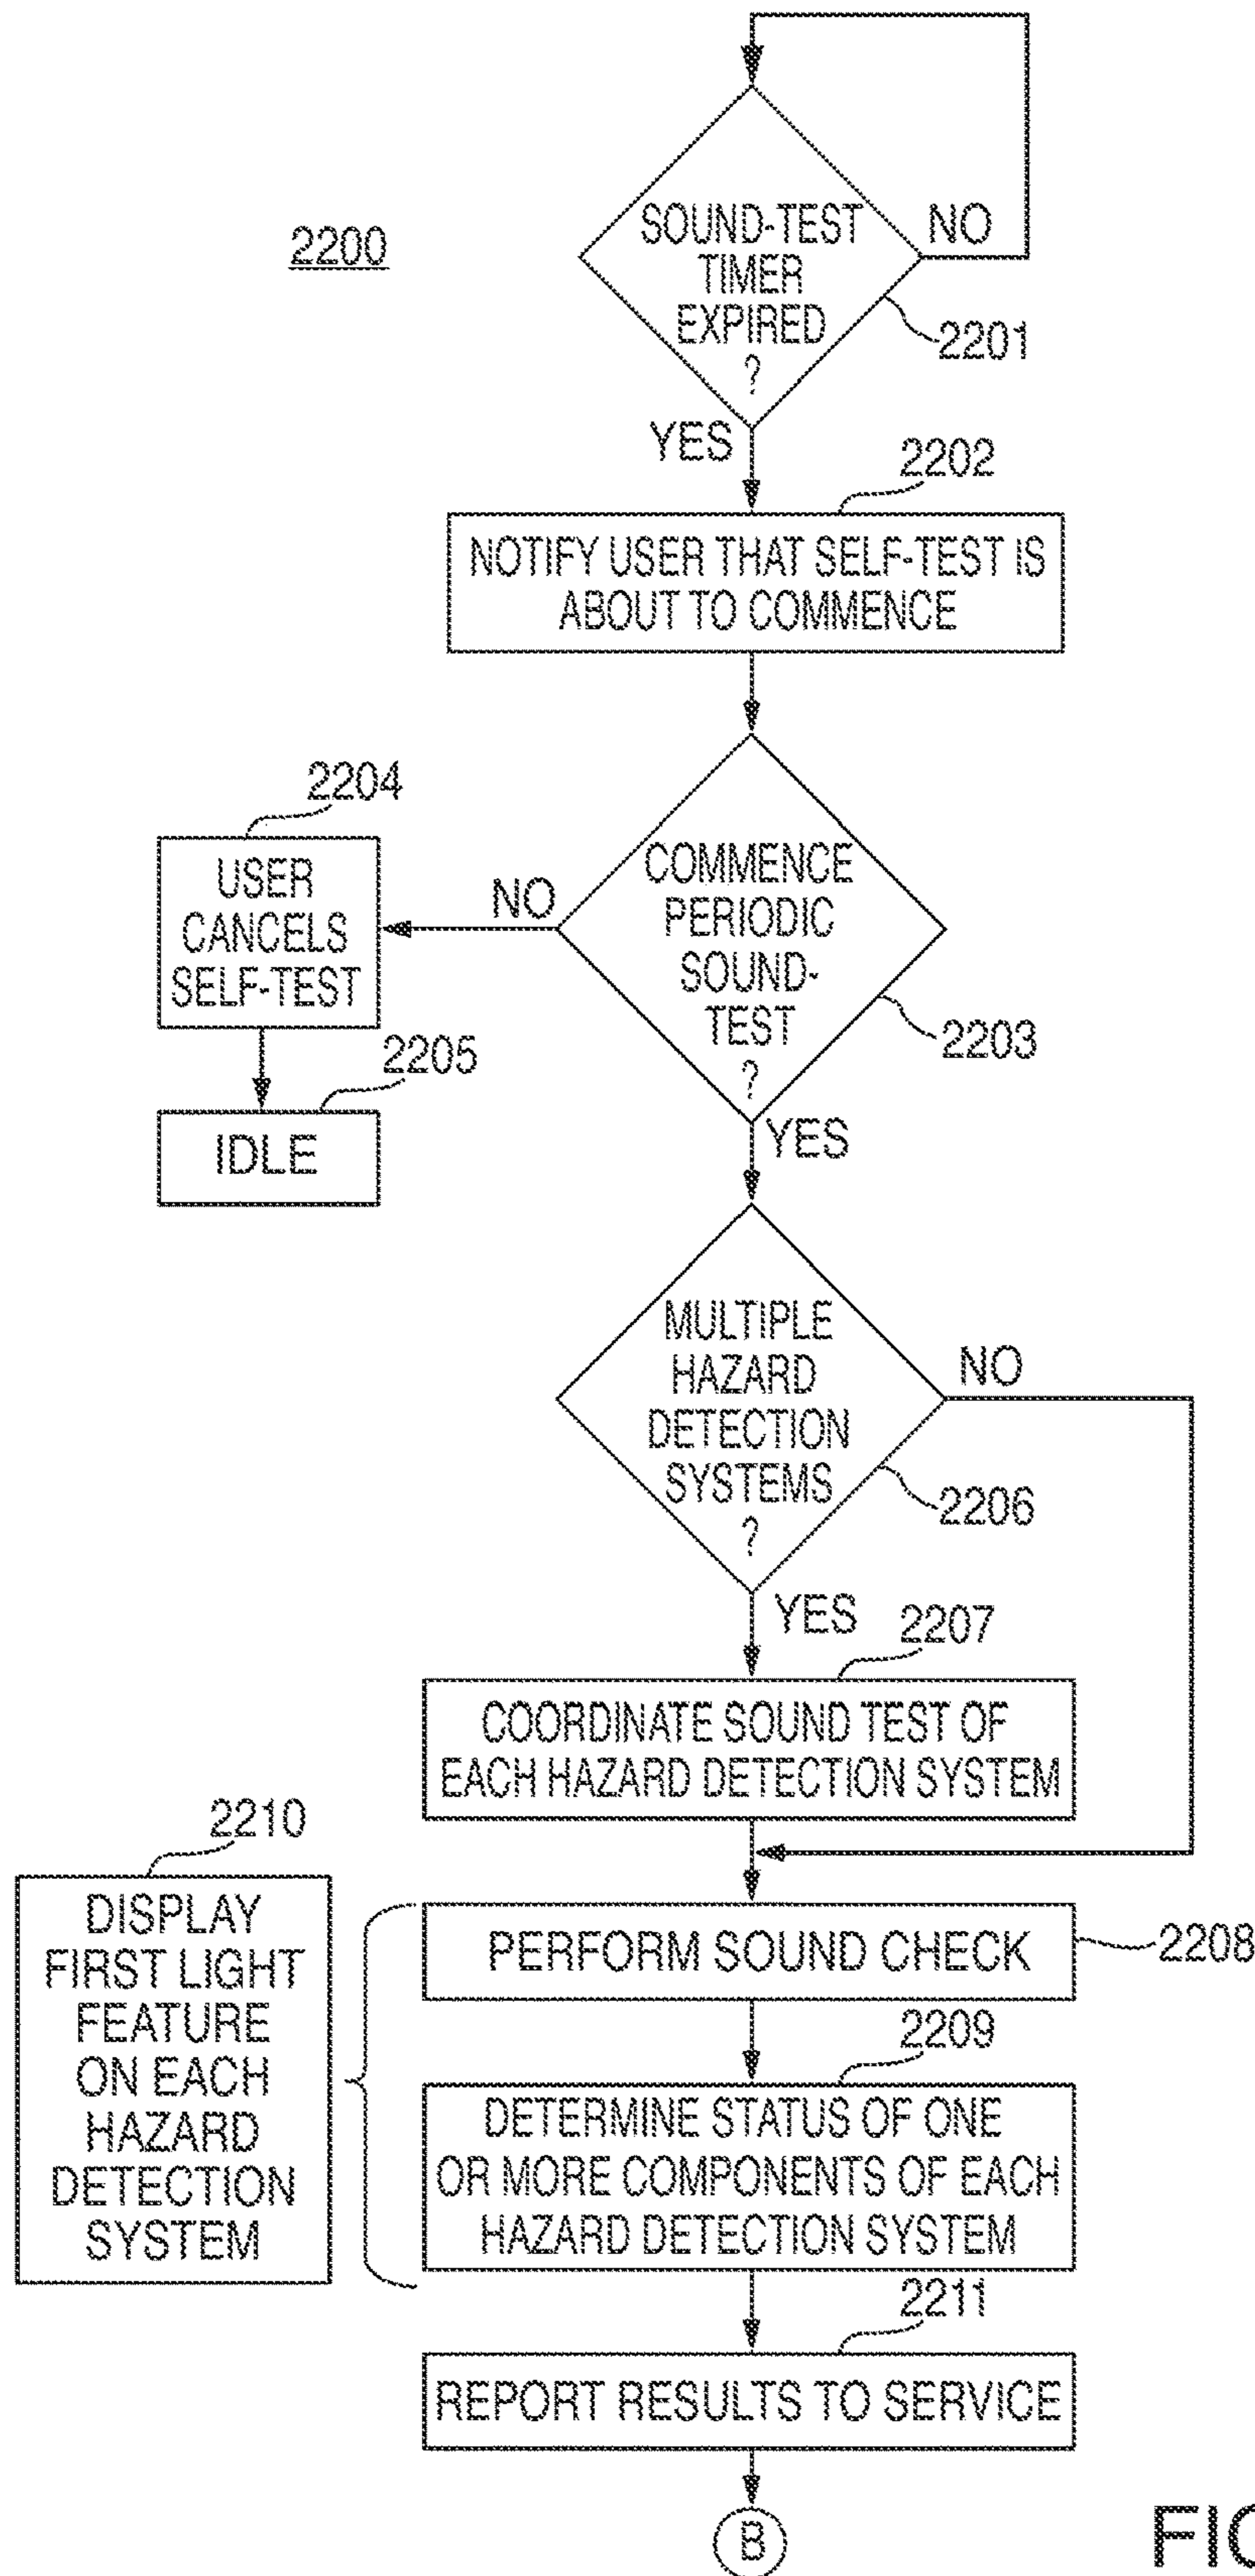 2200
SOUND-TEST
TIMER
EXPIRED
?
NO
2201
YES
2202
NOTIFY USER THAT SELF-TEST IS
ABOUT TO COMMENCE
2204
USER
CANCELS
SELF-TEST
NO
COMMENCE
PERIODIC
SOUND-
TEST
?
2203
2205
IDLE
YES
MULTIPLE
HAZARD
DETECTION
SYSTEMS
?
NO
2206
YES
2207
COORDINATE SOUND TEST OF
EACH HAZARD DETECTION SYSTEM
2210
DISPLAY
FIRST LIGHT
FEATURE
ON EACH
HAZARD
DETECTION
SYSTEM
PERFORM SOUND CHECK
2208
2209
DETERMINE STATUS OF ONE
OR MORE COMPONENTS OF EACH
HAZARD DETECTION SYSTEM
2211
REPORT RESULTS TO SERVICE
B